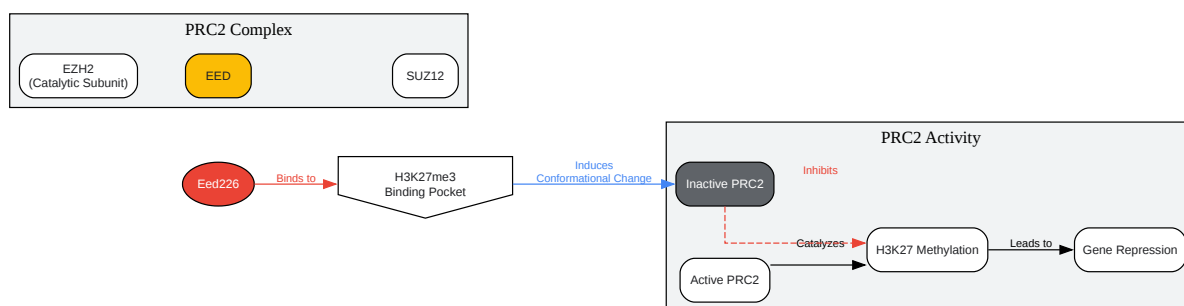 PRC2 Complex
EZH2
(Catalytic Subunit)
EED
SUZ12
PRC2 Activity
Eed226
Binds to
H3K27me3
Binding Pocket
Induces
Conformational Change
Inactive PRC2
Inhibits
Catalyzes
H3K27 Methylation
Leads to
Gene Repression
Active PRC2